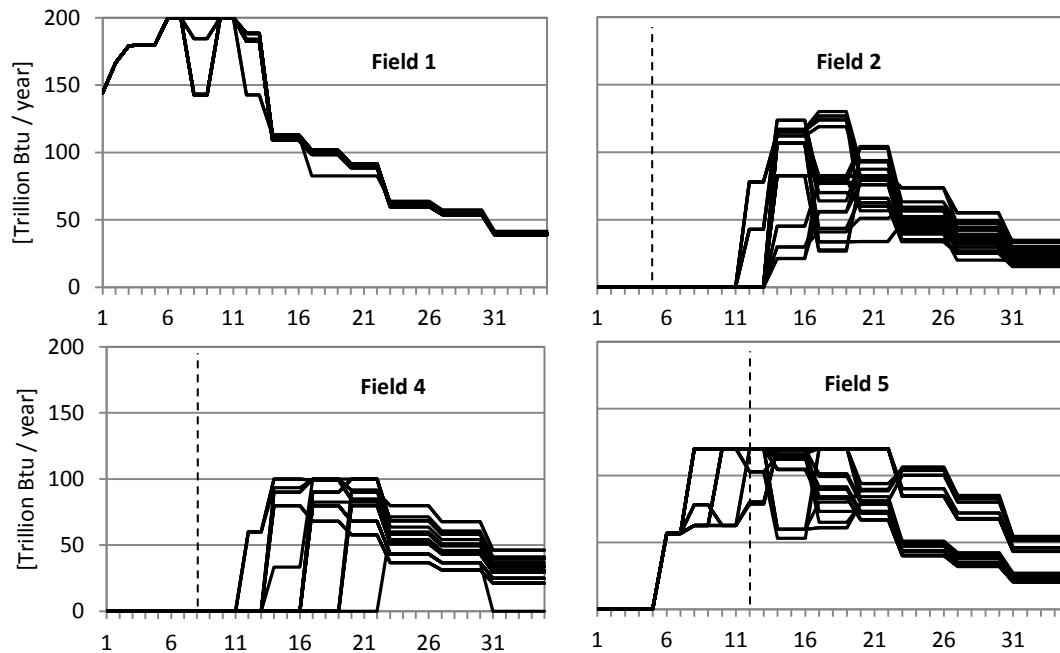 [Trillion Btu / year]
200
150
100
50
0
Field 1
1 6 11 16 21 26 31
Field 2
1 6 11 16 21 26 31
[Trillion Btu / year]
200
150
100
50
0
Field 4
1 6 11 16 21 26 31
Field 5
1 6 11 16 21 26 31